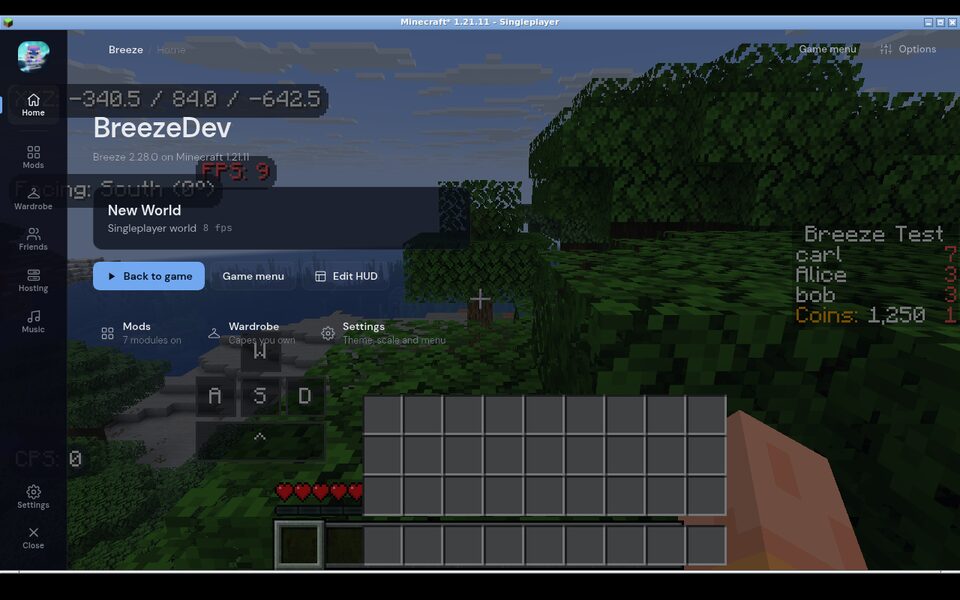 Minecraft* 1.21.11 - Singleplayer
Breeze / Home
Game menu
Options
-340.5 / 84.0 / -642.5
Home
BreezeDev
Breeze 2.28.0 on Minecraft 1.21.11
FPS: 9
Mods
Facing: South (0°)
Wardrobe
New World
Singleplayer world 8 fps
Friends
Breeze Test
carl 7
Alice 3
bob 3
Coins: 1,250 1
Back to game
Game menu
Edit HUD
Hosting
Music
Mods
7 modules on
Wardrobe
Capes you own
Settings
Theme, scale and menu
W
A S D
^
CPS: 0
Settings
Close